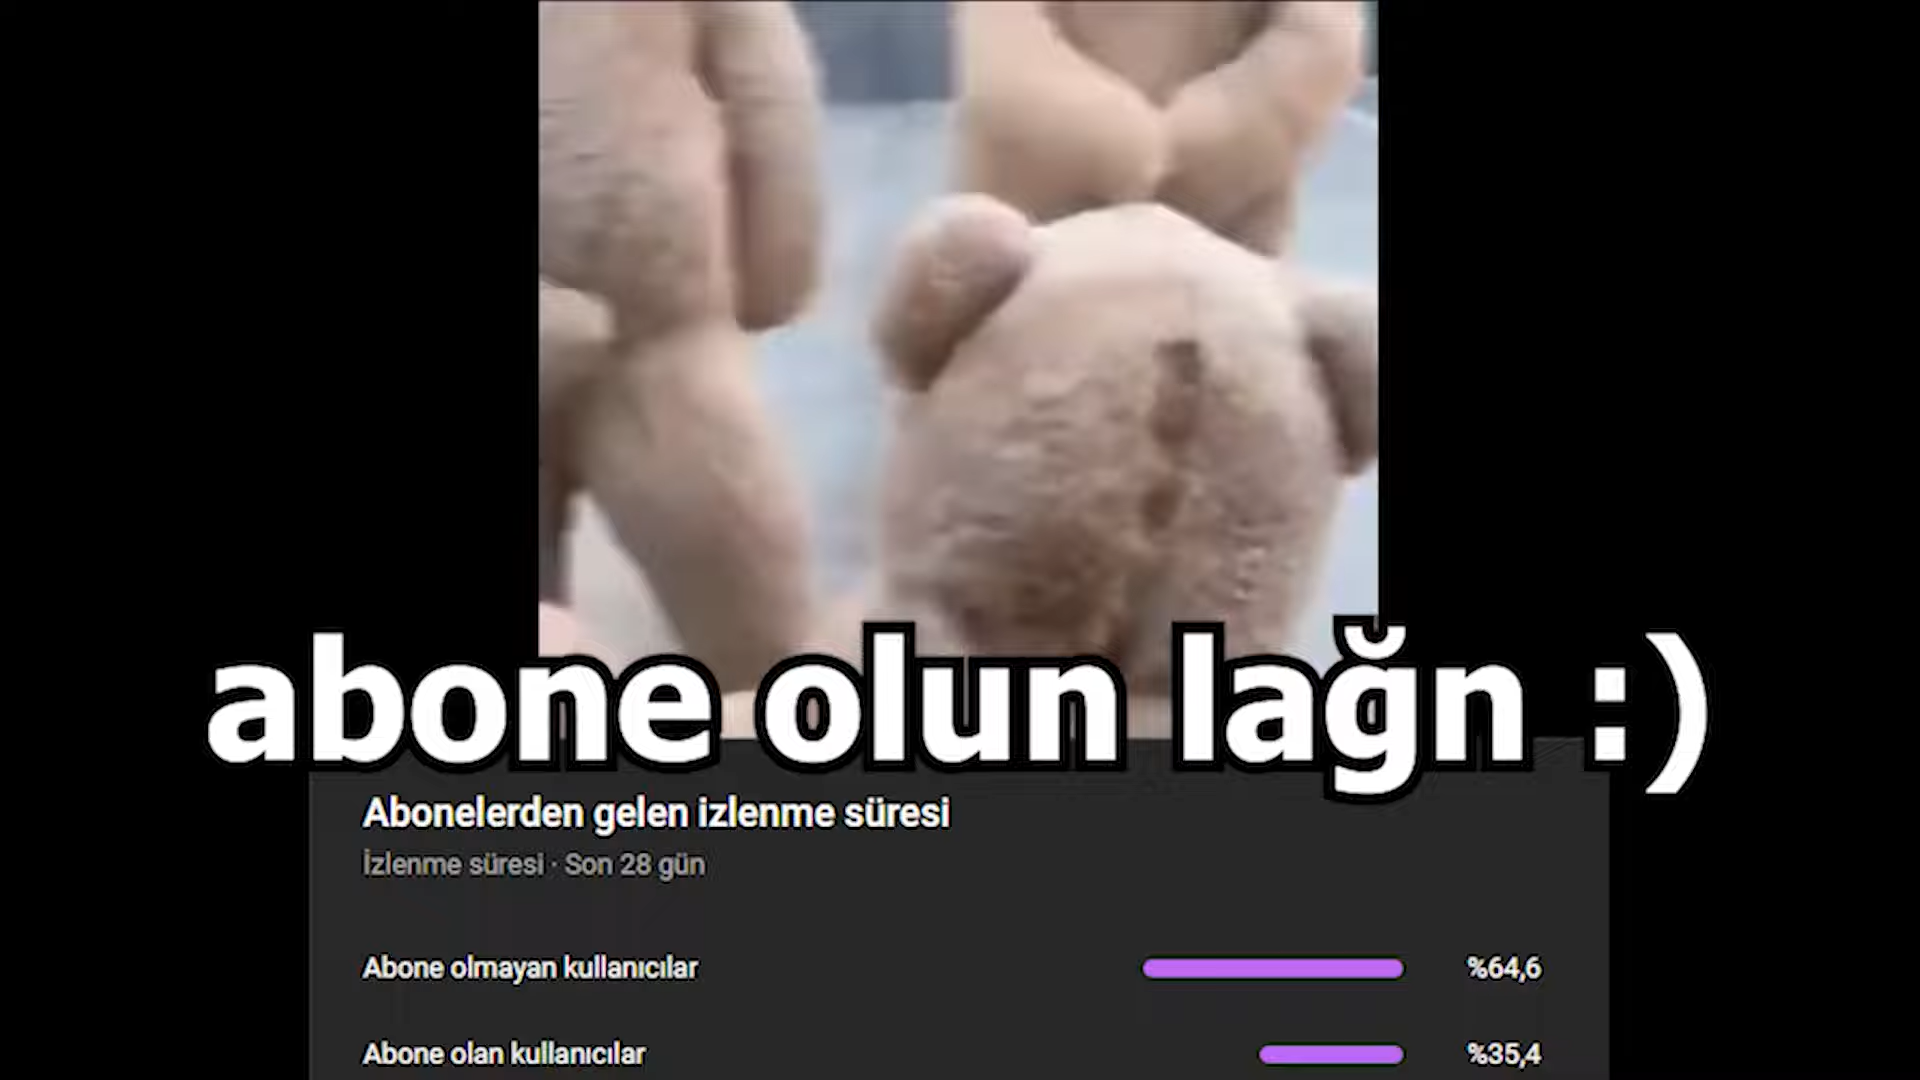 abone olun lağn :)
Abonelerden gelen izlenme süresi
İzlenme süresi · Son 28 gün
Abone olmayan kullanıcılar %64,6
Abone olan kullanıcılar %35,4